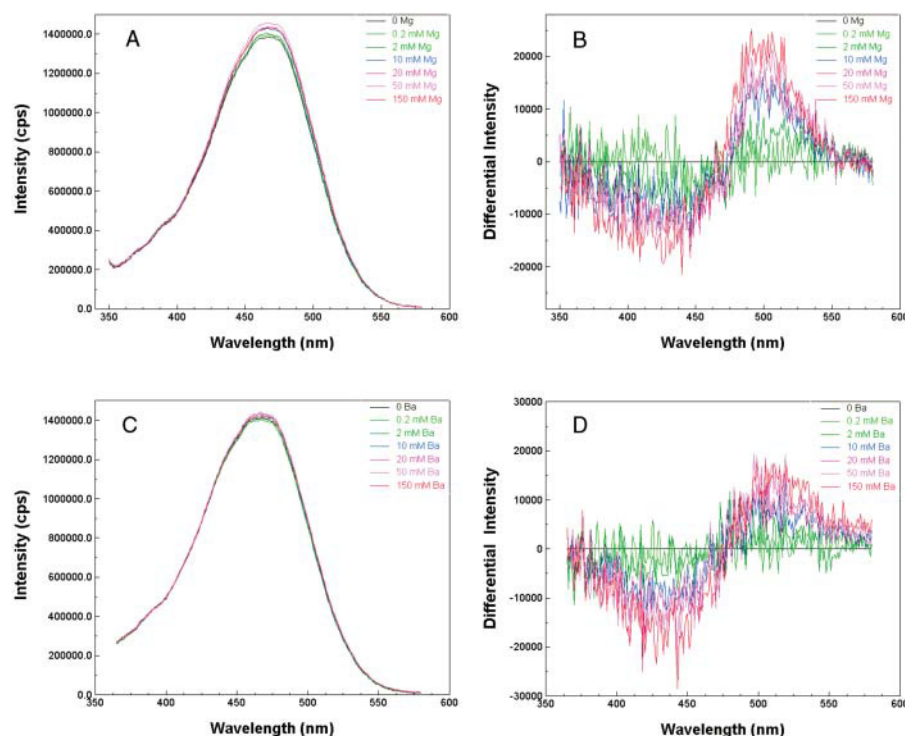 A
0 Mg
0.2 mM Mg
2 mM Mg
10 mM Mg
20 mM Mg
50 mM Mg
150 mM Mg
1400000.0
1200000.0
1000000.0
800000.0
600000.0
400000.0
200000.0
0.0
Intensity (cps)
350 400 450 500 550 600
Wavelength (nm)
B
0 Mg
0.2 mM Mg
2 mM Mg
10 mM Mg
20 mM Mg
50 mM Mg
150 mM Mg
20000
10000
0
-10000
-20000
Differential Intensity
350 400 450 500 550 600
Wavelength (nm)
C
0 Ba
0.2 mM Ba
2 mM Ba
10 mM Ba
20 mM Ba
50 mM Ba
150 mM Ba
1400000.0
1200000.0
1000000.0
800000.0
600000.0
400000.0
200000.0
0.0
Intensity (cps)
350 400 450 500 550 600
Wavelength (nm)
D
0 Ba
0.2 mM Ba
2 mM Ba
10 mM Ba
20 mM Ba
50 mM Ba
150 mM Ba
30000
20000
10000
0
-10000
-20000
-30000
Differential Intensity
350 400 450 500 550 600
Wavelength (nm)